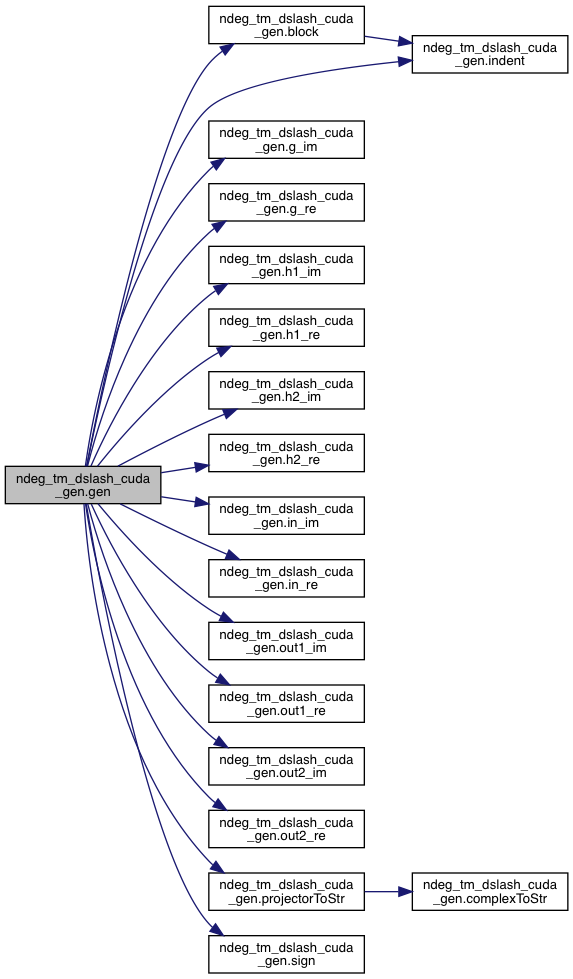 ndeg_tm_dslash_cuda
_gen.block
ndeg_tm_dslash_cuda
_gen.indent
ndeg_tm_dslash_cuda
_gen.g_im
ndeg_tm_dslash_cuda
_gen.g_re
ndeg_tm_dslash_cuda
_gen.h1_im
ndeg_tm_dslash_cuda
_gen.h1_re
ndeg_tm_dslash_cuda
_gen.h2_im
ndeg_tm_dslash_cuda
_gen.h2_re
ndeg_tm_dslash_cuda
_gen.gen
ndeg_tm_dslash_cuda
_gen.in_im
ndeg_tm_dslash_cuda
_gen.in_re
ndeg_tm_dslash_cuda
_gen.out1_im
ndeg_tm_dslash_cuda
_gen.out1_re
ndeg_tm_dslash_cuda
_gen.out2_im
ndeg_tm_dslash_cuda
_gen.out2_re
ndeg_tm_dslash_cuda
_gen.projectorToStr
ndeg_tm_dslash_cuda
_gen.complexToStr
ndeg_tm_dslash_cuda
_gen.sign